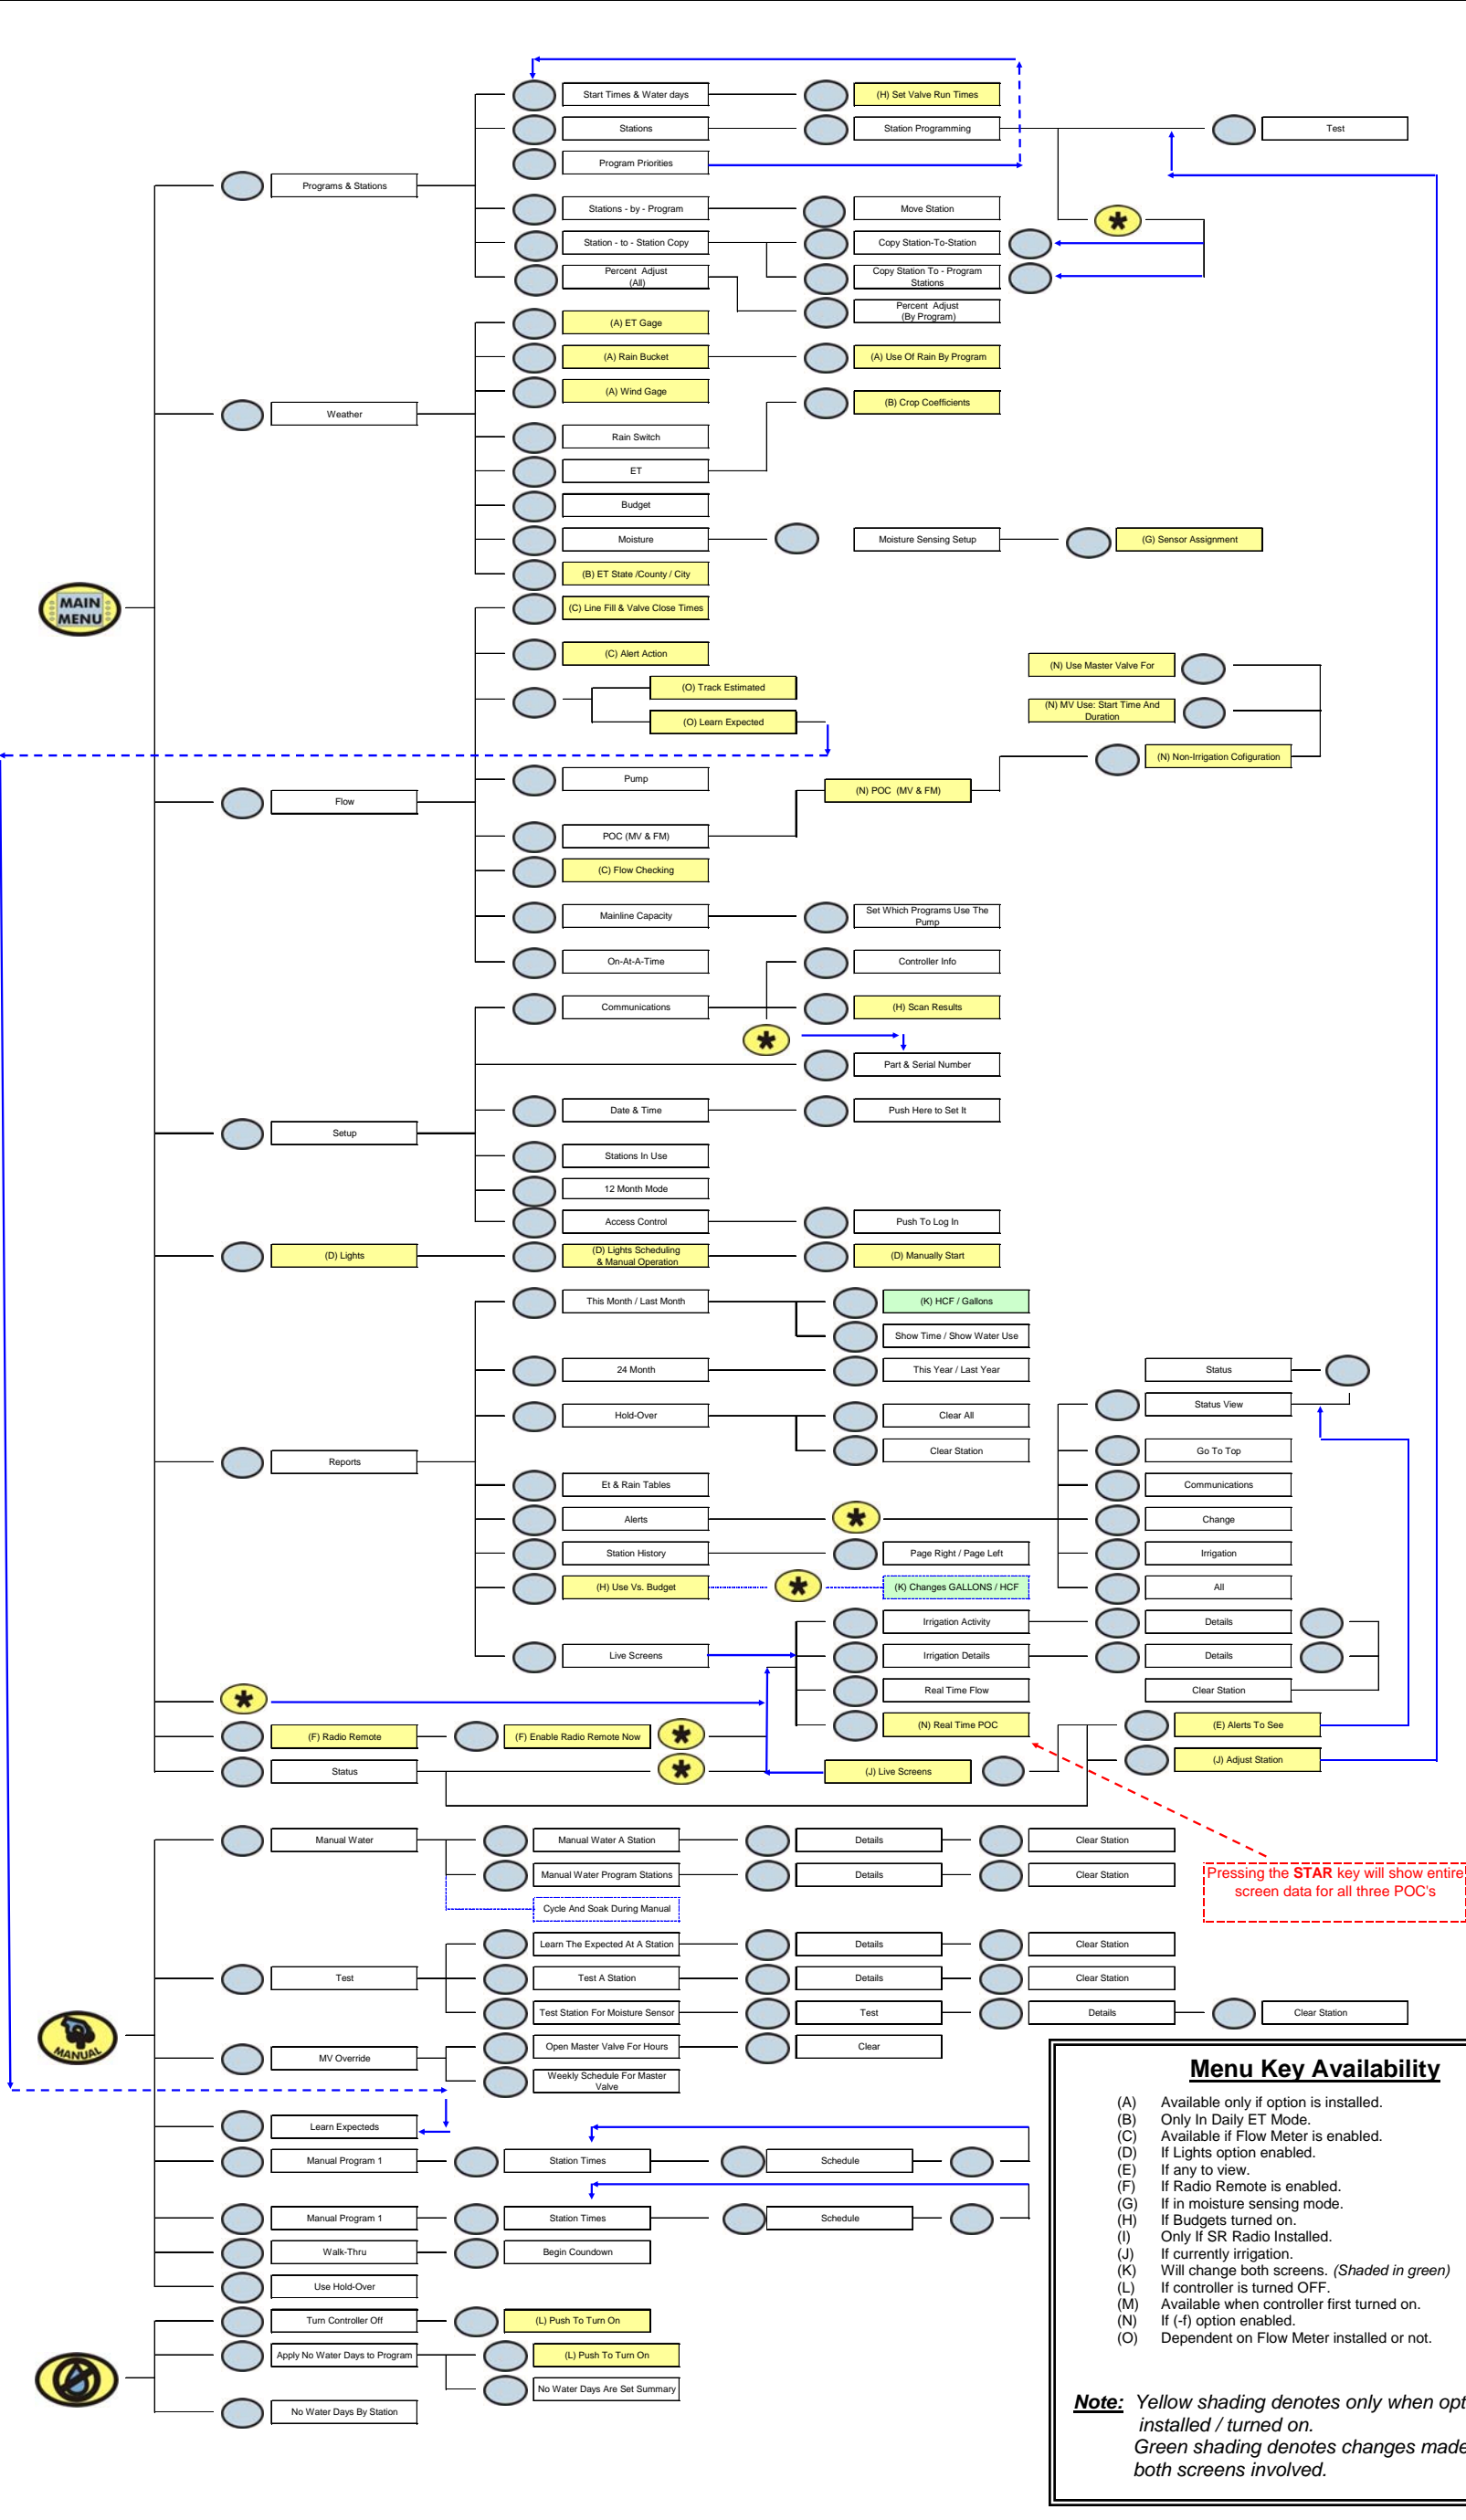 Start Times & Water days
(H) Set Valve Run Times
Stations
Station Programming
Test
Program Priorities
Programs & Stations
Stations - by - Program
Move Station
Station - to - Station Copy
Copy Station-To-Station
Percent Adjust
(All)
Copy Station To - Program
Stations
Percent Adjust
(By Program)
(A) ET Gage
(A) Rain Bucket
(A) Use Of Rain By Program
(A) Wind Gage
(B) Crop Coefficients
Weather
Rain Switch
ET
Budget
Moisture
Moisture Sensing Setup
(G) Sensor Assignment
(B) ET State /County / City
MAIN
MENU
(C) Line Fill & Valve Close Times
(C) Alert Action
(N) Use Master Valve For
(O) Track Estimated
(N) MV Use: Start Time And
Duration
(O) Learn Expected
(N) Non-Irrigation Cofiguration
Pump
(N) POC (MV & FM)
Flow
POC (MV & FM)
(C) Flow Checking
Mainline Capacity
Set Which Programs Use The
Pump
On-At-A-Time
Controller Info
Communications
(H) Scan Results
Part & Serial Number
Date & Time
Push Here to Set It
Setup
Stations In Use
12 Month Mode
Access Control
Push To Log In
(D) Lights
(D) Lights Scheduling
& Manual Operation
(D) Manually Start
This Month / Last Month
(K) HCF / Gallons
Show Time / Show Water Use
24 Month
This Year / Last Year
Status
Status View
Hold-Over
Clear All
Clear Station
Go To Top
Reports
Et & Rain Tables
Communications
Alerts
Change
Station History
Page Right / Page Left
Irrigation
(H) Use Vs. Budget
(K) Changes GALLONS / HCF
All
Irrigation Activity
Details
Live Screens
Irrigation Details
Details
Real Time Flow
Clear Station
(N) Real Time POC
(E) Alerts To See
(F) Radio Remote
(F) Enable Radio Remote Now
Status
(J) Live Screens
(J) Adjust Station
Manual Water
Manual Water A Station
Details
Clear Station
Manual Water Program Stations
Details
Clear Station
Pressing the STAR key will show entire
screen data for all three POC's
Cycle And Soak During Manual
Learn The Expected At A Station
Details
Clear Station
Test
Test A Station
Details
Clear Station
Test Station For Moisture Sensor
Test
Details
Clear Station
MANUAL
MV Override
Open Master Valve For Hours
Clear
Weekly Schedule For Master
Valve
Learn Expecteds
Manual Program 1
Station Times
Schedule
Manual Program 1
Station Times
Schedule
Walk-Thru
Begin Coundown
Use Hold-Over
Turn Controller Off
(L) Push To Turn On
Apply No Water Days to Program
(L) Push To Turn On
No Water Days Are Set Summary
No Water Days By Station
Menu Key Availability
(A) Available only if option is installed.
(B) Only In Daily ET Mode.
(C) Available if Flow Meter is enabled.
(D) If Lights option enabled.
(E) If any to view.
(F) If Radio Remote is enabled.
(G) If in moisture sensing mode.
(H) If Budgets turned on.
(I) Only If SR Radio Installed.
(J) If currently irrigation.
(K) Will change both screens. (Shaded in green)
(L) If controller is turned OFF.
(M) Available when controller first turned on.
(N) If (-f) option enabled.
(O) Dependent on Flow Meter installed or not.
Note: Yellow shading denotes only when opt
installed / turned on.
Green shading denotes changes made
both screens involved.